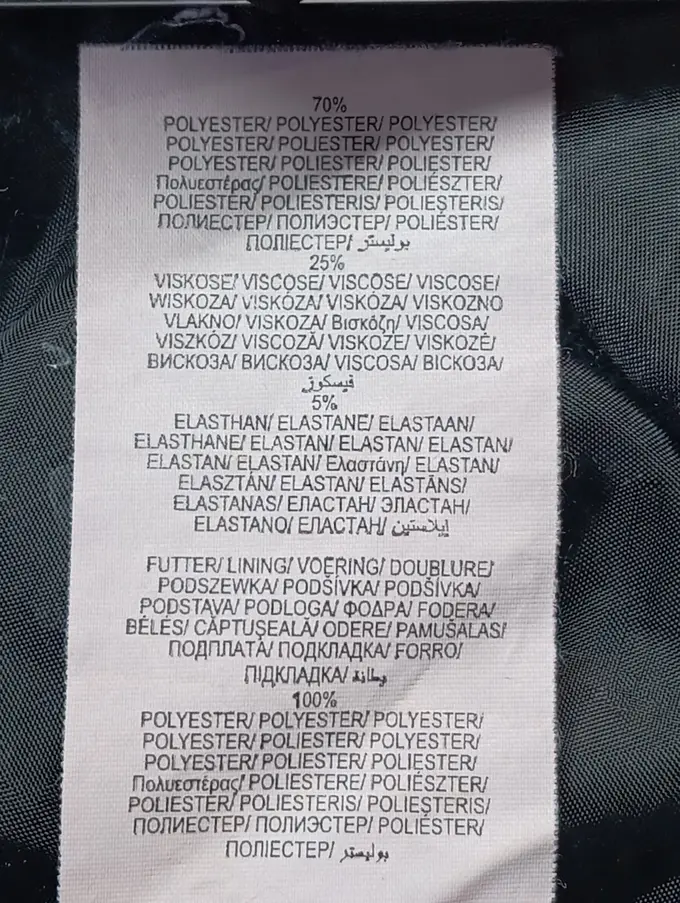 70%
POLYESTER/ POLYESTER/ POLYESTER/
POLYESTER/ POLIESTER/ POLYESTER/
POLYESTER/ POLIESTER/ POLIESTER/
Πολυεστέρας/ POLIESTERE/ POLIÉSZTER/
POLIESTER/ POLIESTERIS/ POLIESTERIS/
ПОЛИЕСТЕР/ ПОЛИЭСТЕР/ POLIÉSTER/
ПОЛІЕСТЕР/ بوليستر
25%
VISKOSE/ VISCOSE/ VISCOSE/ VISCOSE/
WISKOZA/ VISKÓZA/ VISKÓZA/ VISKOZNO
VLAKNO/ VISKOZA/ Βισκόζη/ VISCOSA/
VISZKÓZ/ VISCOZĂ/ VISKOZE/ VISKOZĖ/
ВИСКОЗА/ ВИСКОЗА/ VISCOSA/ ВІСКОЗА/
فيسكوز
5%
ELASTHAN/ ELASTANE/ ELASTAAN/
ELASTHANE/ ELASTAN/ ELASTAN/ ELASTAN/
ELASTAN/ ELASTAN/ Ελαστάνη/ ELASTAN/
ELASZTÁN/ ELASTAN/ ELASTĀNS/
ELASTANAS/ ЕЛАСТАН/ ЭЛАСТАН/
ELASTANO/ ЕЛАСТАН/ إيلاستين
FUTTER/ LINING/ VOERING/ DOUBLURE/
PODSZEWKA/ PODŠÍVKA/ PODŠÍVKA/
PODSTAVA/ PODLOGA/ ΦΟΔΡΑ/ FODERA/
BÉLÉS/ CĂPTUŞEALĂ/ ODERE/ PAMUŠALAS/
ПОДПЛАТА/ ПОДКЛАДКА/ FORRO/
ПІДКЛАДКА/ بطانة
100%
POLYESTER/ POLYESTER/ POLYESTER/
POLYESTER/ POLIESTER/ POLYESTER/
POLYESTER/ POLIESTER/ POLIESTER/
Πολυεστέρας/ POLIESTERE/ POLIÉSZTER/
POLIESTER/ POLIESTERIS/ POLIESTERIS/
ПОЛИЕСТЕР/ ПОЛИЭСТЕР/ POLIÉSTER/
ПОЛІЕСТЕР/ بوليستر